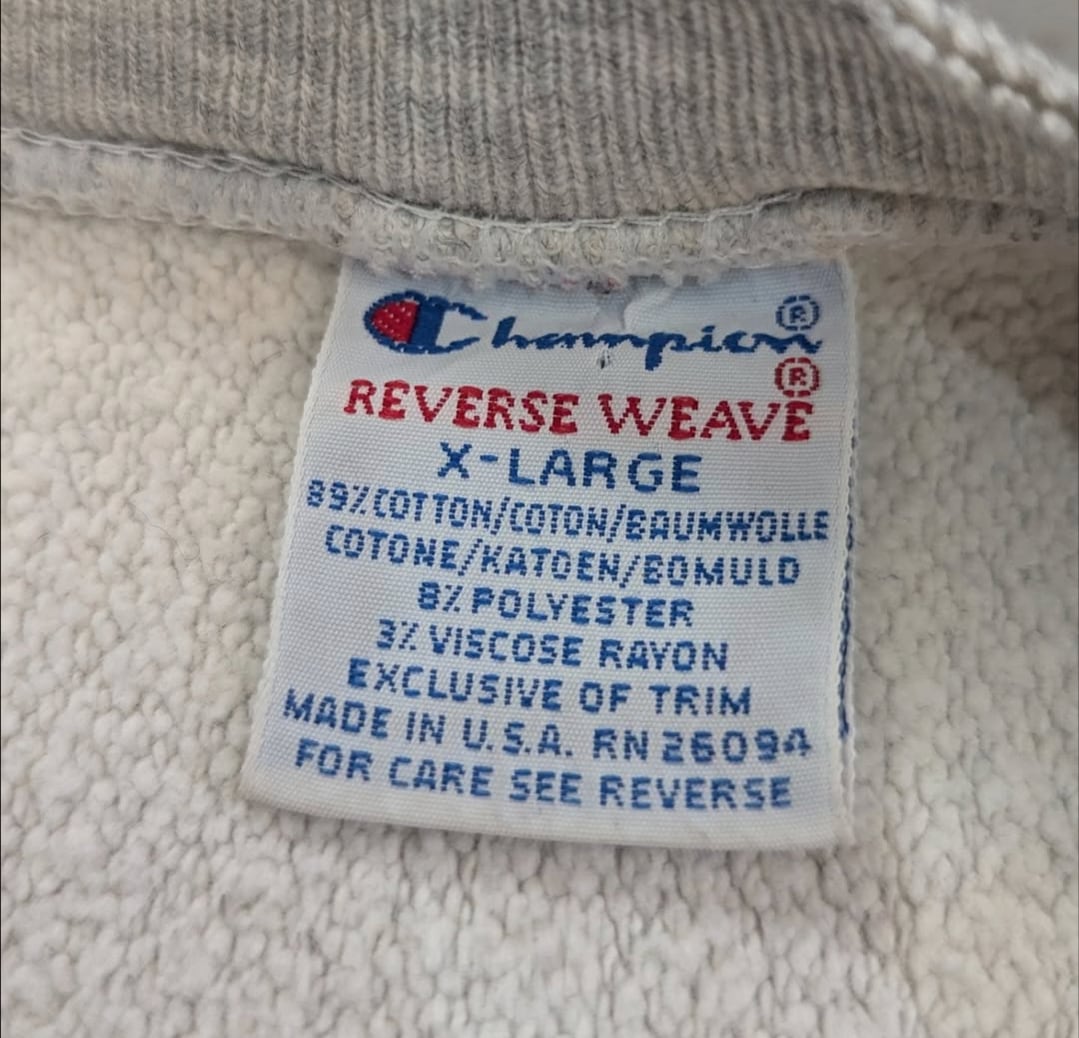 Champion®
REVERSE WEAVE®
X-LARGE
89% COTTON/COTON/BAUMWOLLE
COTONE/KATOEN/BOMULD
8% POLYESTER
3% VISCOSE RAYON
EXCLUSIVE OF TRIM
MADE IN U.S.A. RN 26094
FOR CARE SEE REVERSE